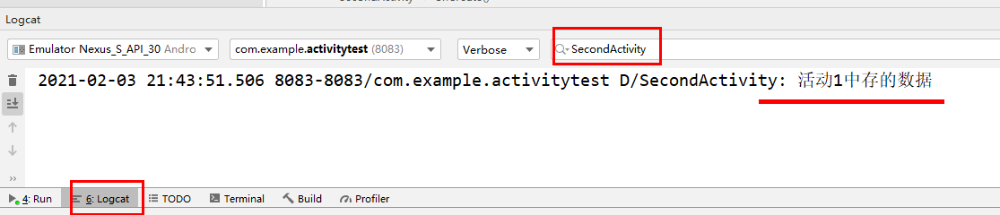 Logcat
Emulator Nexus_S_API_30 Andro com.example.activitytest (8083) Verbose SecondActivity
2021-02-03 21:43:51.506 8083-8083/com.example.activitytest D/SecondActivity: 活动1中存的数据
4: Run 6: Logcat TODO Terminal Build Profiler